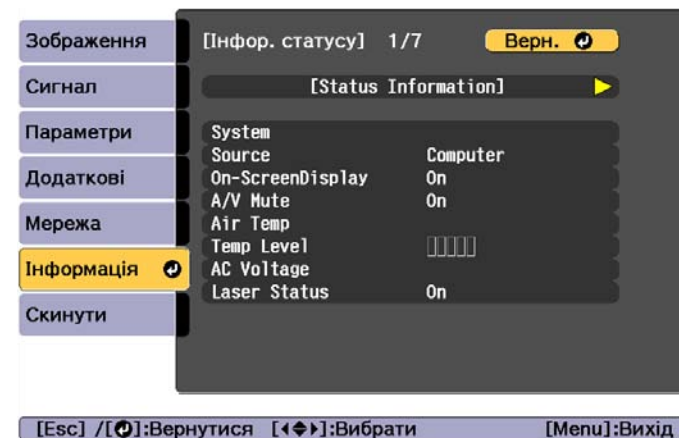 Зображення
Сигнал
Параметри
Додаткові
Мережа
Інформація
Скинути
[Інфор. статусу] 1/7 Верн.
[Status Information]
System
Source Computer
On-ScreenDisplay On
A/V Mute On
Air Temp
Temp Level
AC Voltage
Laser Status On
[Esc] /[]:Вернутися []:Вибрати [Menu]:Вихід